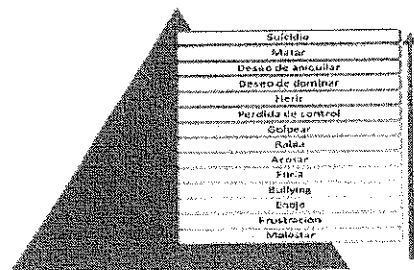 Suicidio
Matar
Deseo de aniquilar
Deseo de dominar
Herir
Perdida de control
Golpear
Rabia
Acosar
Furia
Bullying
Enojo
Frustración
Malestar